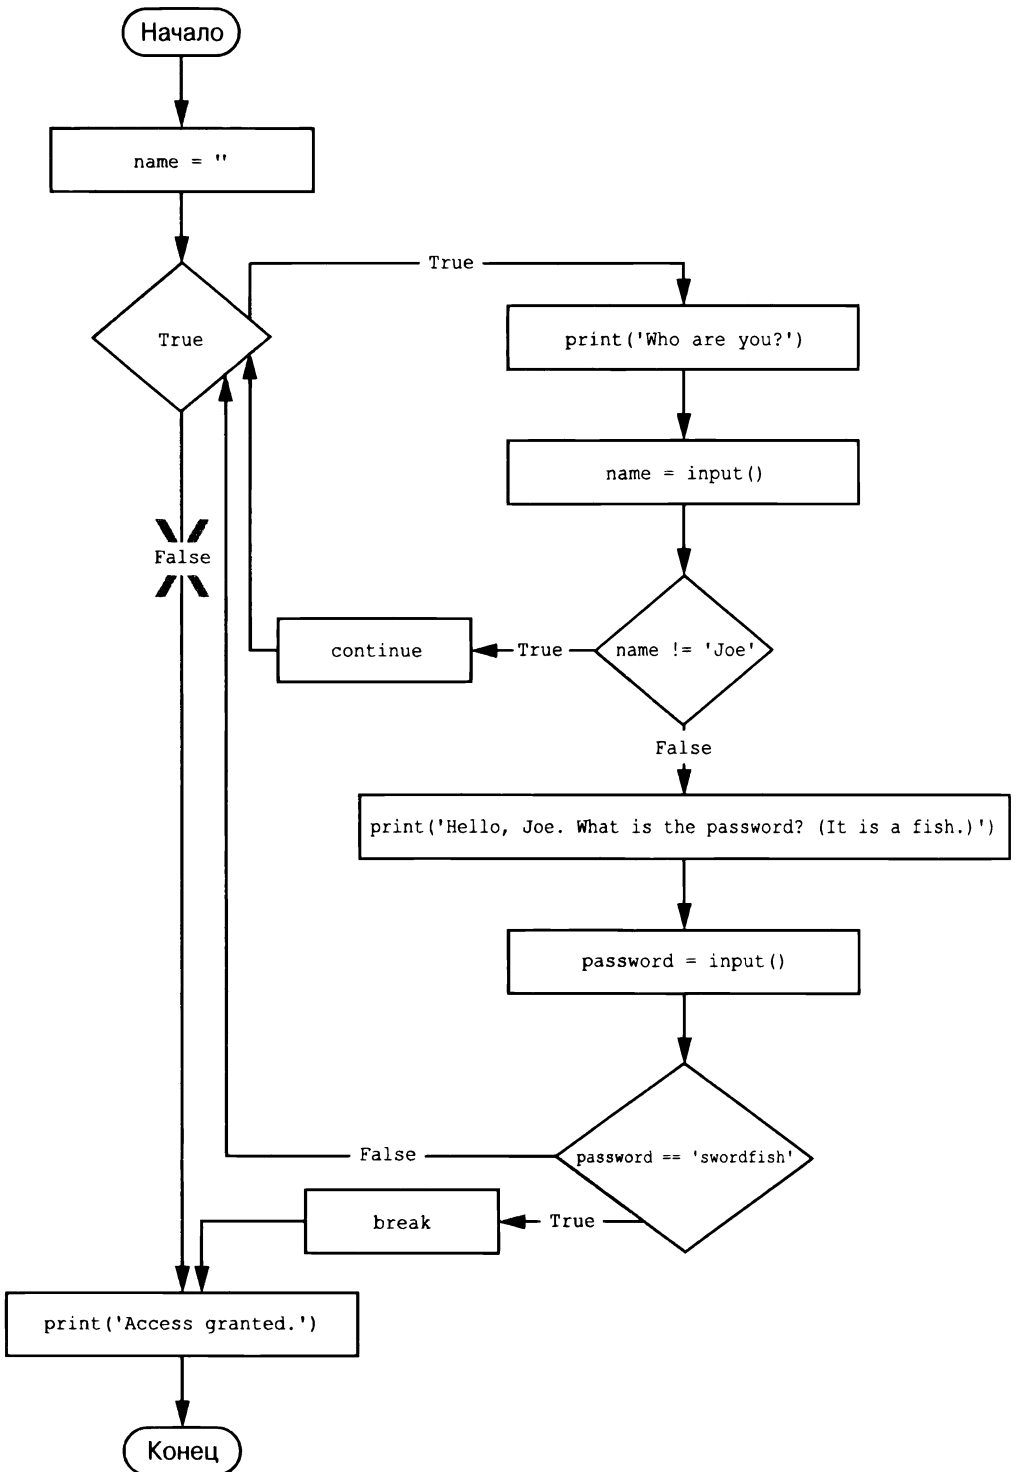 Начало
name = ''
True
True
print('Who are you?')
name = input()
False
continue
True
name != 'Joe'
False
print('Hello, Joe. What is the password? (It is a fish.)')
password = input()
False
password == 'swordfish'
break
True
print('Access granted.')
Конец